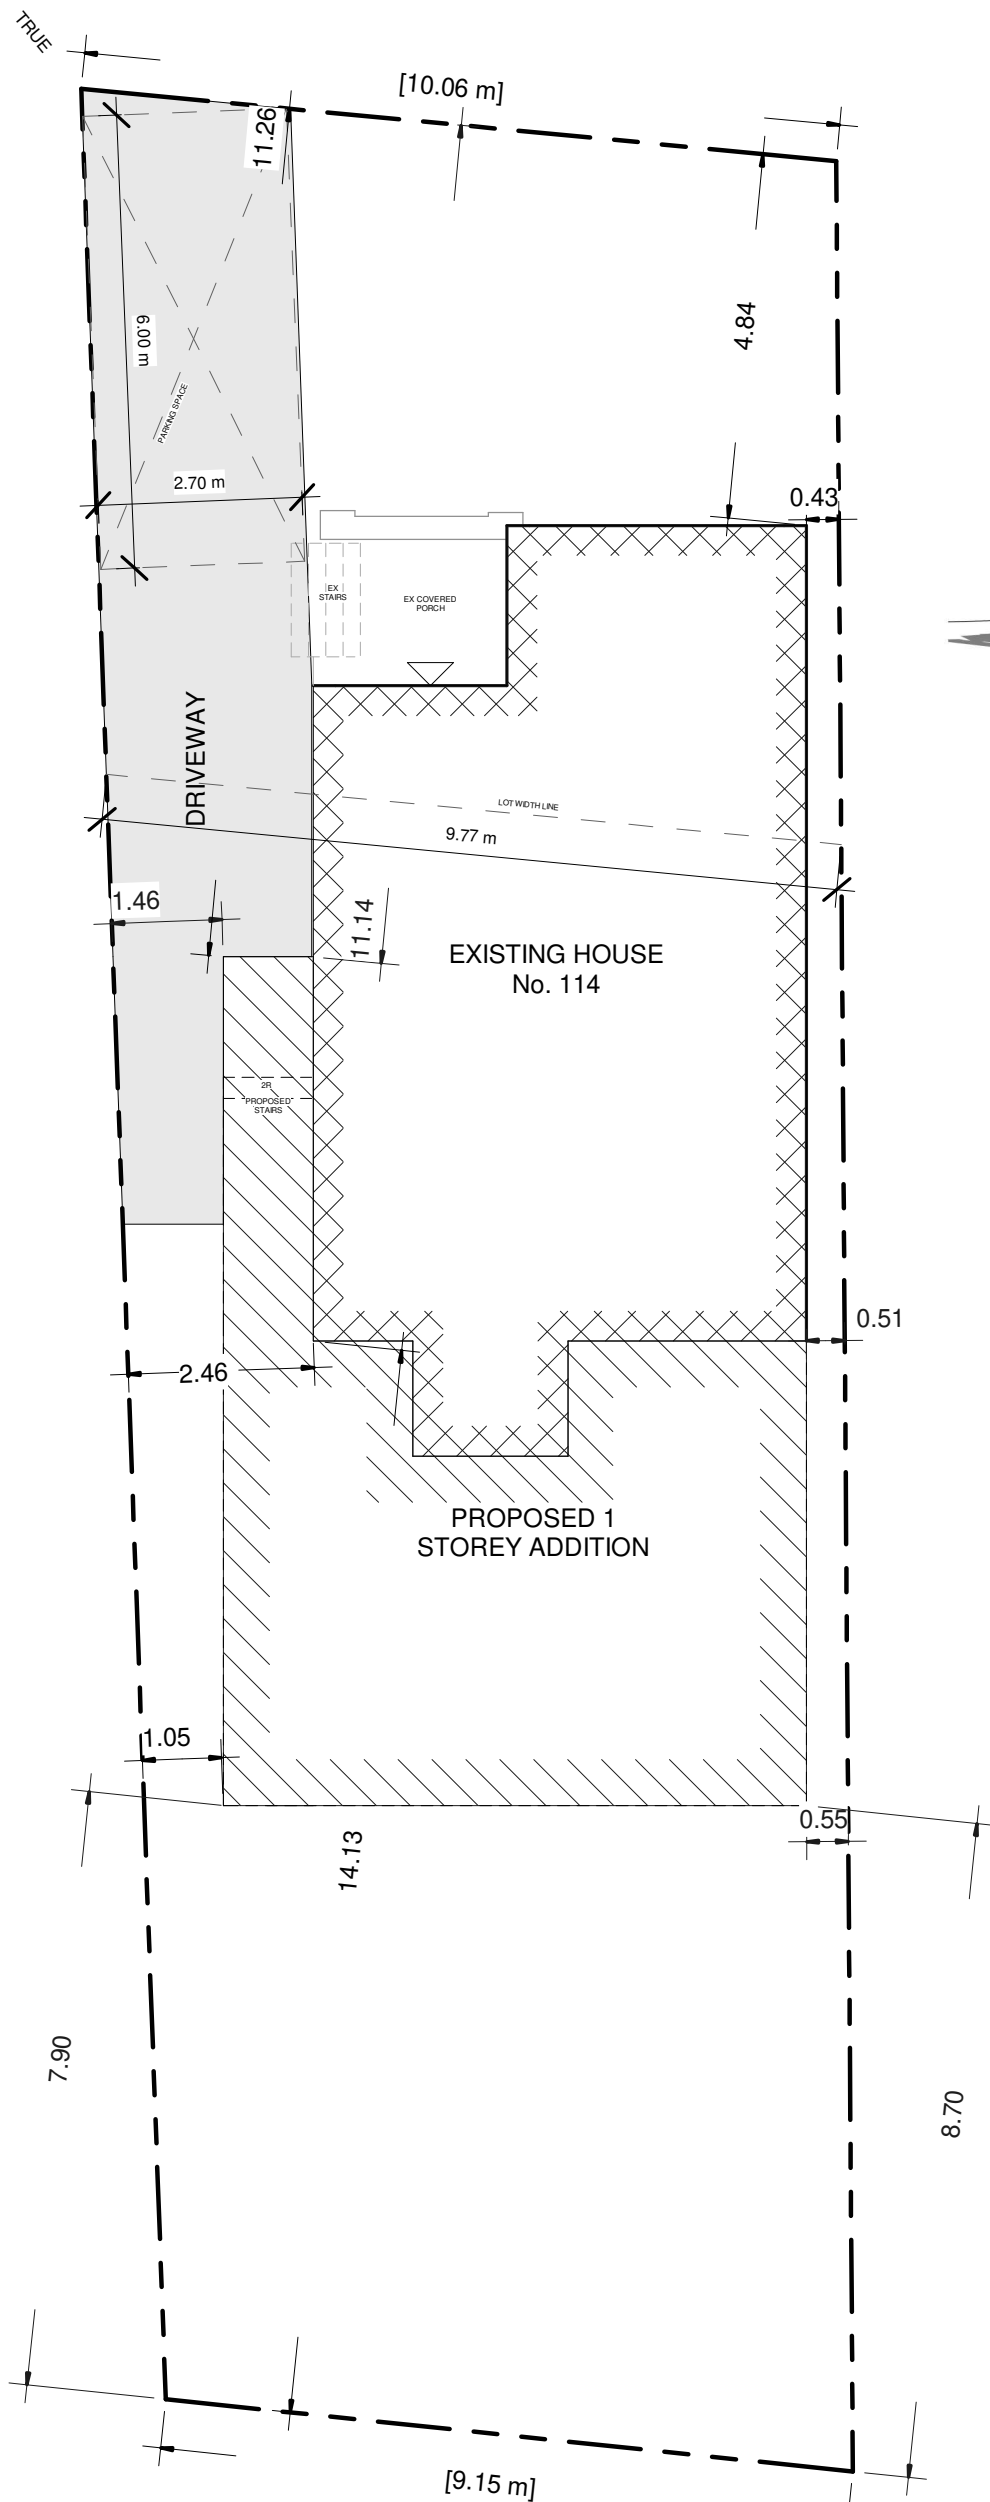 TRUE
[10.06 m]
11.26
4.84
6.00 m
PARKING SPACE
2.70 m
0.43
EX
STAIRS
EX COVERED
PORCH
DRIVEWAY
LOT WIDTH LINE
9.77 m
1.46
11.14
EXISTING HOUSE
No. 114
2R
PROPOSED
STAIRS
0.51
2.46
PROPOSED 1
STOREY ADDITION
1.05
0.55
14.13
7.90
8.70
[9.15 m]